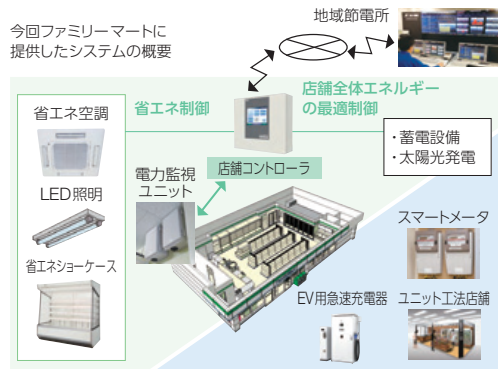 今回ファミリーマートに
提供したシステムの概要
地域節電所
省エネ空調
省エネ制御
店舗全体エネルギー
の最適制御
・蓄電設備
・太陽光発電
店舗コントローラ
電力監視
ユニット
LED照明
省エネショーケース
スマートメータ
EV用急速充電器
ユニット工法店舗